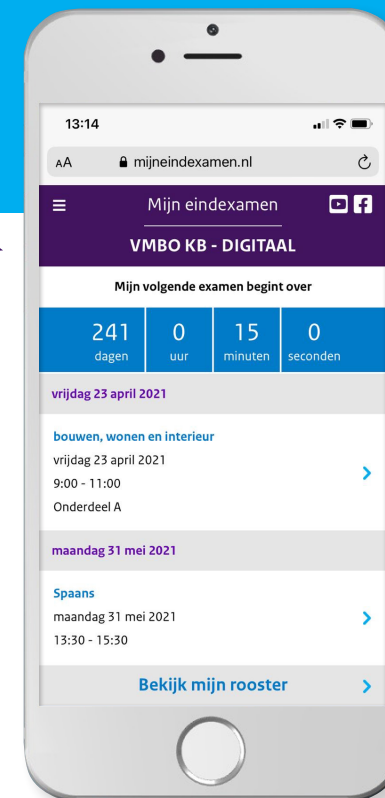 13:14
AA mijneindexamen.nl
Mijn eindexamen
VMBO KB - DIGITAAL
Mijn volgende examen begint over
241 0 15 0
dagen uur minuten seconden
vrijdag 23 april 2021
bouwen, wonen en interieur
vrijdag 23 april 2021
9:00 - 11:00
Onderdeel A
maandag 31 mei 2021
Spaans
maandag 31 mei 2021
13:30 - 15:30
Bekijk mijn rooster